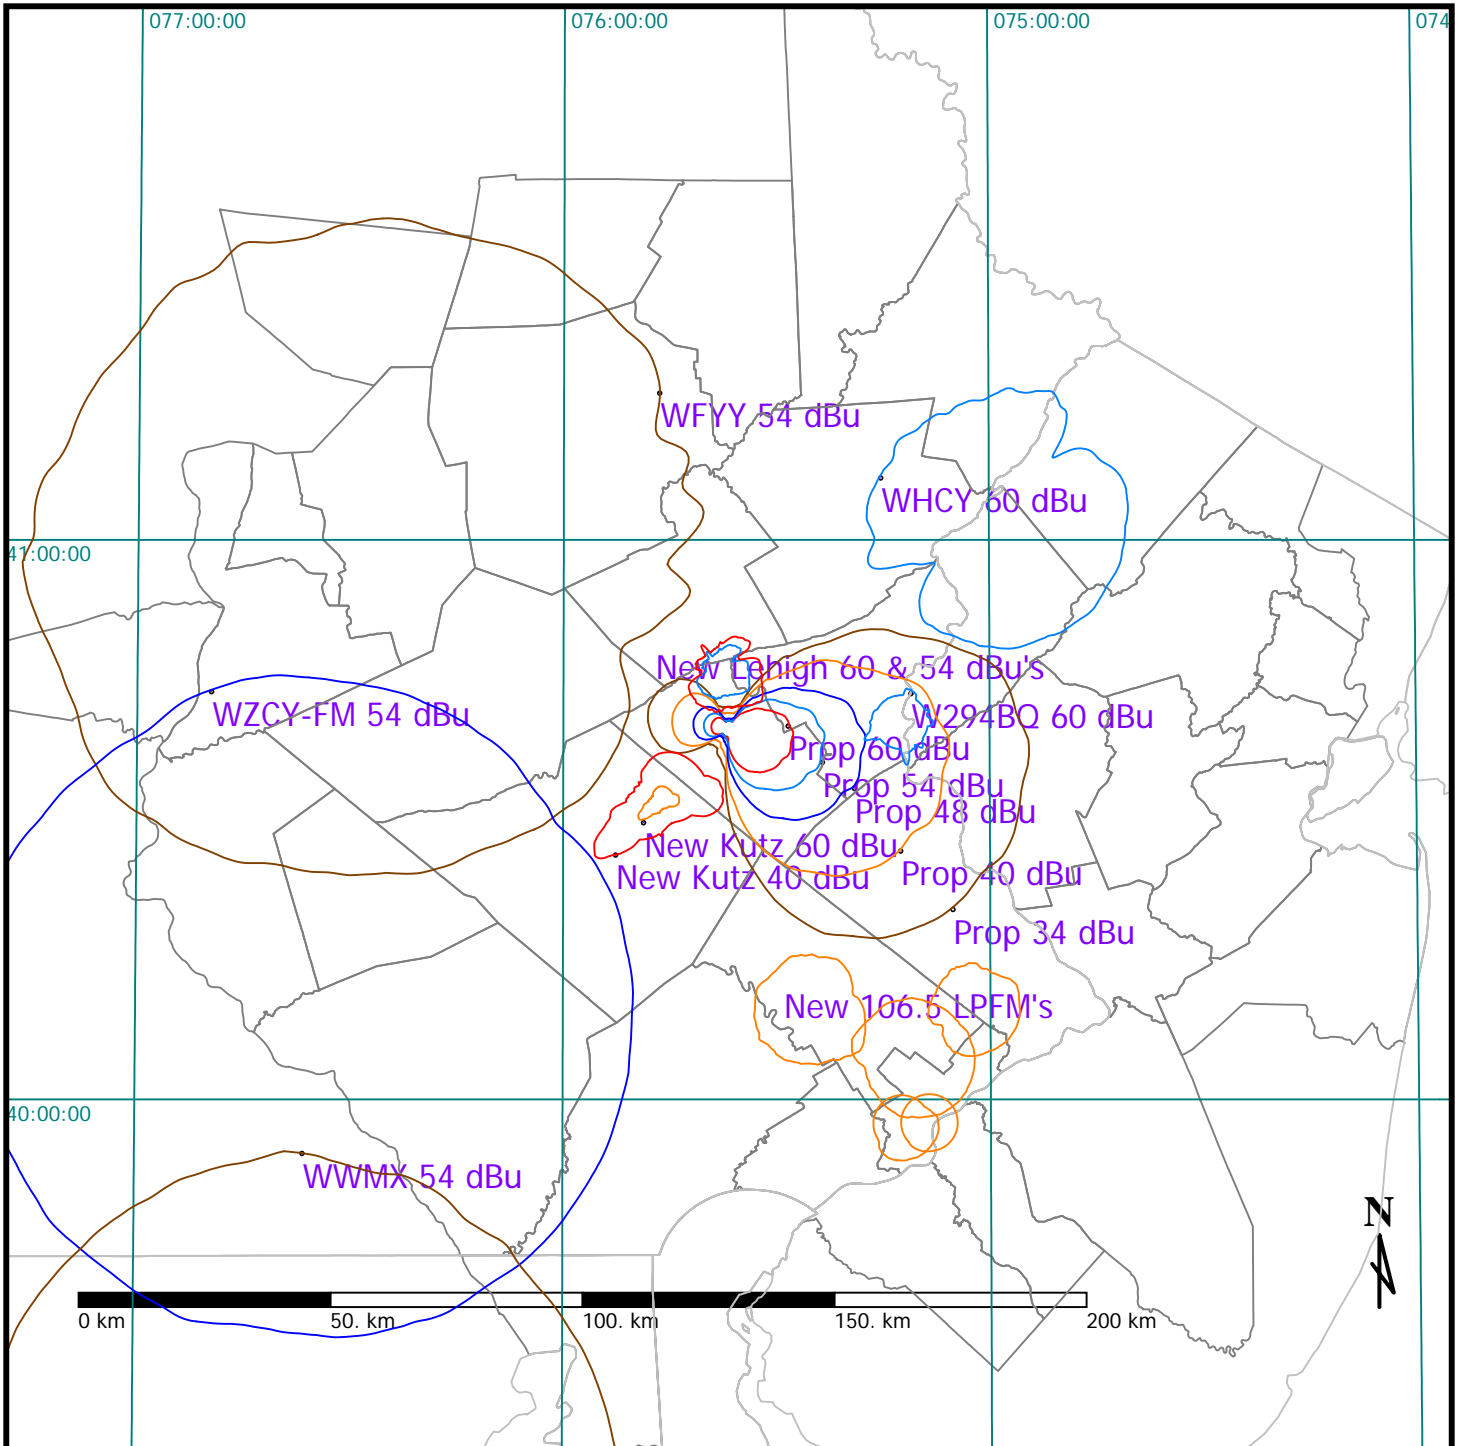 077:00:00
076:00:00
075:00:00
074
WFYY 54 dBu
WHCY 60 dBu
41:00:00
New Lehigh 60 & 54 dBu's
WZCY-FM 54 dBu
W294BQ 60 dBu
Prop 60 dBu
Prop 54 dBu
Prop 48 dBu
New Kutz 60 dBu
New Kutz 40 dBu
Prop 40 dBu
Prop 34 dBu
New 106.5 LPFM's
40:00:00
WWMX 54 dBu
N
0 km
50. km
100. km
150. km
200 km